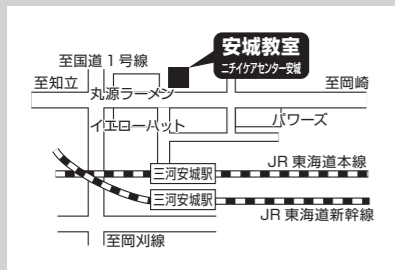 安城教室
ニチイケアセンター安城
至国道1号線
至知立
至岡崎
丸源ラーメン
イエローハット
パワーズ
JR 東海道本線
三河安城駅
三河安城駅
JR 東海道新幹線
至岡刈線